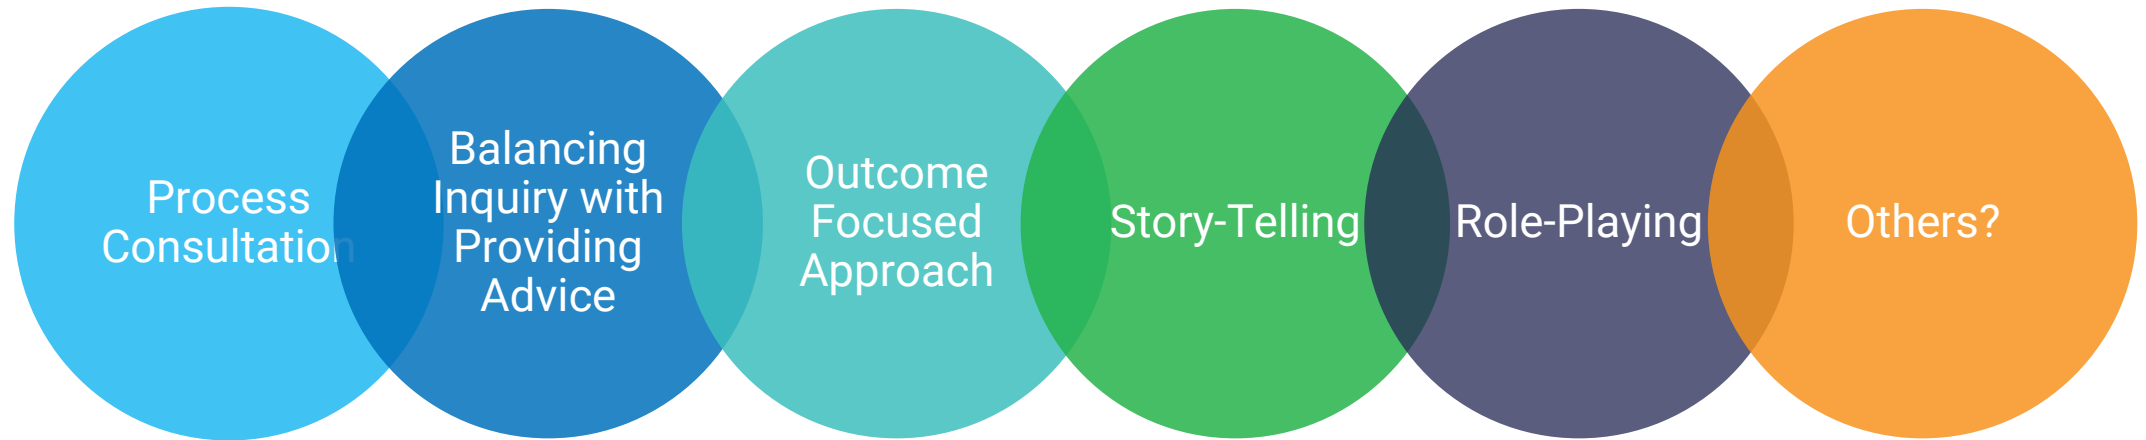 Process
Consultation
Balancing
Inquiry with
Providing
Advice
Outcome
Focused
Approach
Story-Telling
Role-Playing
Others?